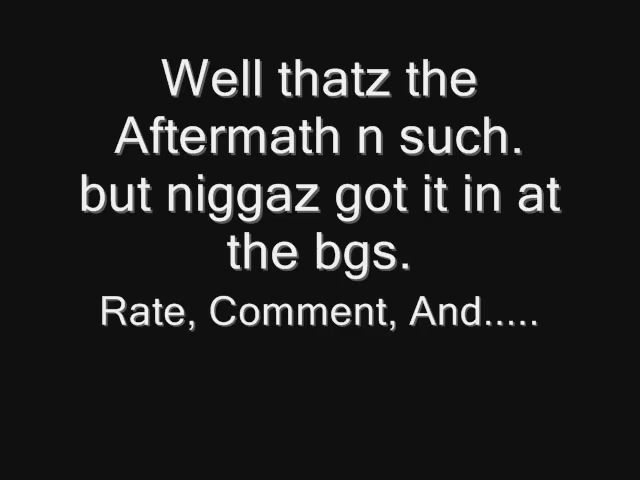 Well thatz the
Aftermath n such.
but niggaz got it in at
the bgs.
Rate, Comment, And.....